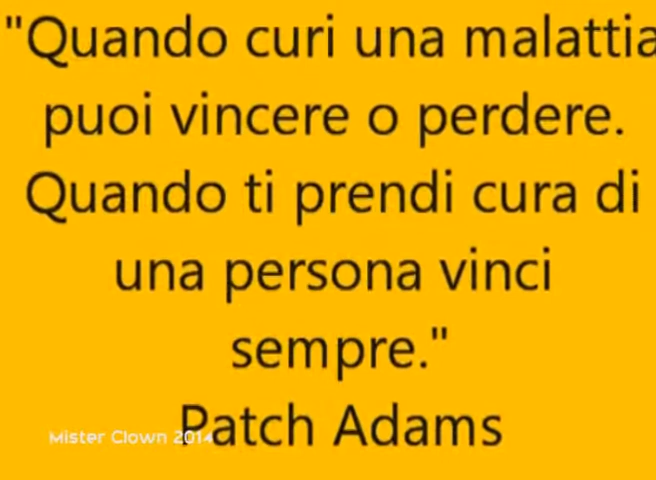 "Quando curi una malattia
puoi vincere o perdere.
Quando ti prendi cura di
una persona vinci
sempre."
Patch Adams
Mister Clown 2014